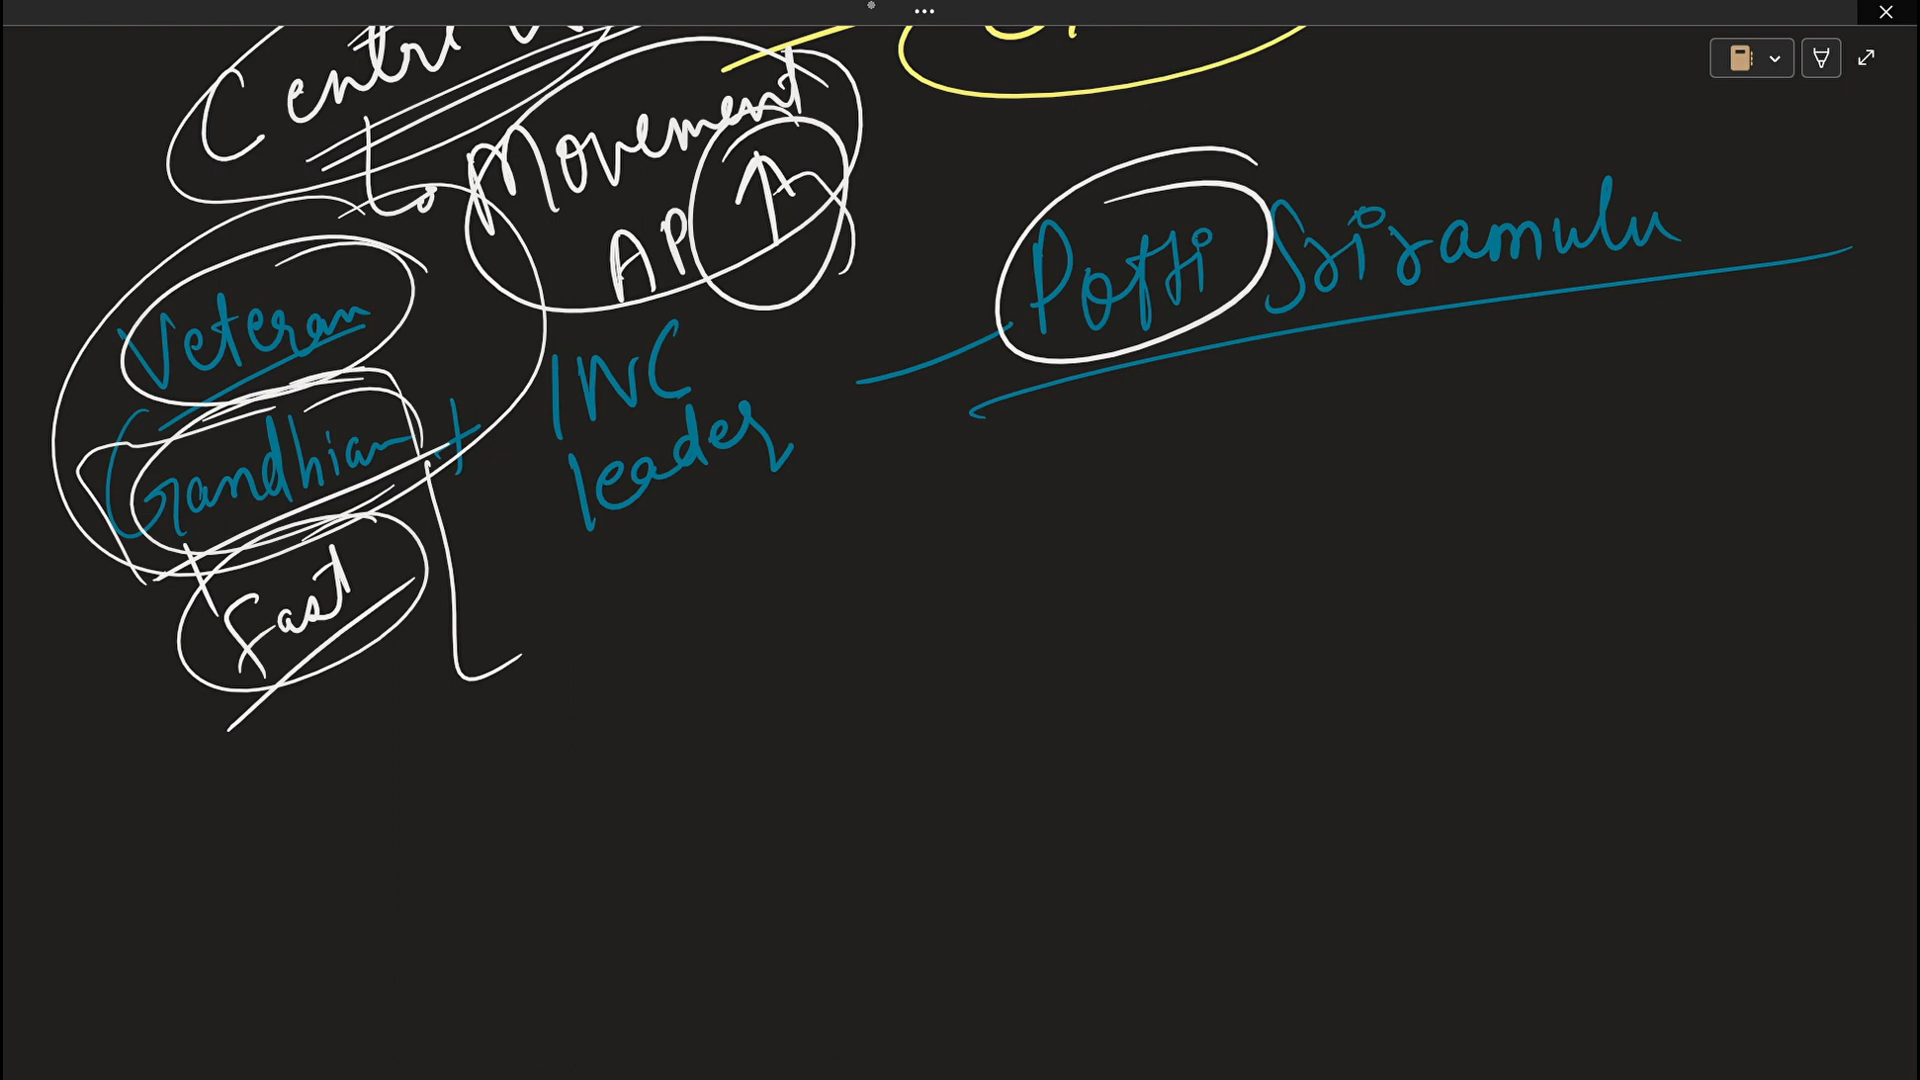 Centr
Movement
AP ↑
Potti Sriramulu
Veteran
Gandhian +
INC
leader
Fast